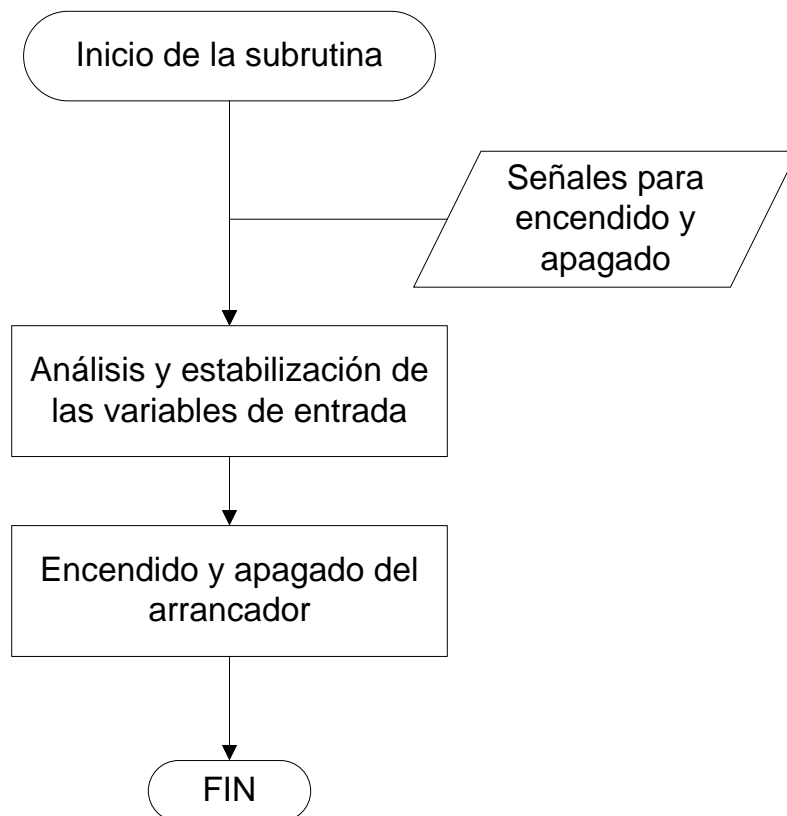 Inicio de la subrutina
Señales para
encendido y
apagado
Análisis y estabilización de
las variables de entrada
Encendido y apagado del
arrancador
FIN